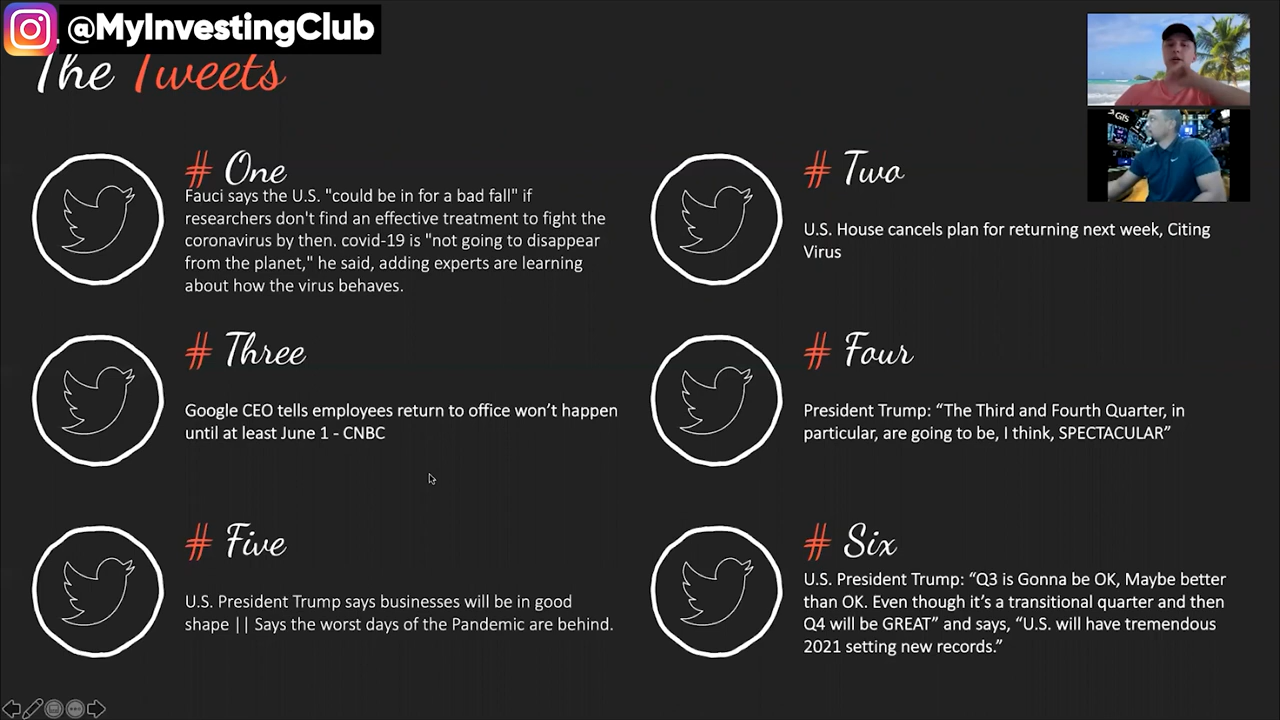 @MyInvestingClub
The Tweets
# One
Fauci says the U.S. "could be in for a bad fall" if
researchers don't find an effective treatment to fight the
coronavirus by then. covid-19 is "not going to disappear
from the planet," he said, adding experts are learning
about how the virus behaves.
# Two
U.S. House cancels plan for returning next week, Citing
Virus
# Three
Google CEO tells employees return to office won’t happen
until at least June 1 - CNBC
# Four
President Trump: “The Third and Fourth Quarter, in
particular, are going to be, I think, SPECTACULAR”
# Five
U.S. President Trump says businesses will be in good
shape || Says the worst days of the Pandemic are behind.
# Six
U.S. President Trump: “Q3 is Gonna be OK, Maybe better
than OK. Even though it’s a transitional quarter and then
Q4 will be GREAT” and says, “U.S. will have tremendous
2021 setting new records.”
GTS